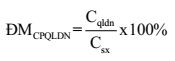 ĐM_CPQLDN = C_qldn / C_sx x 100%